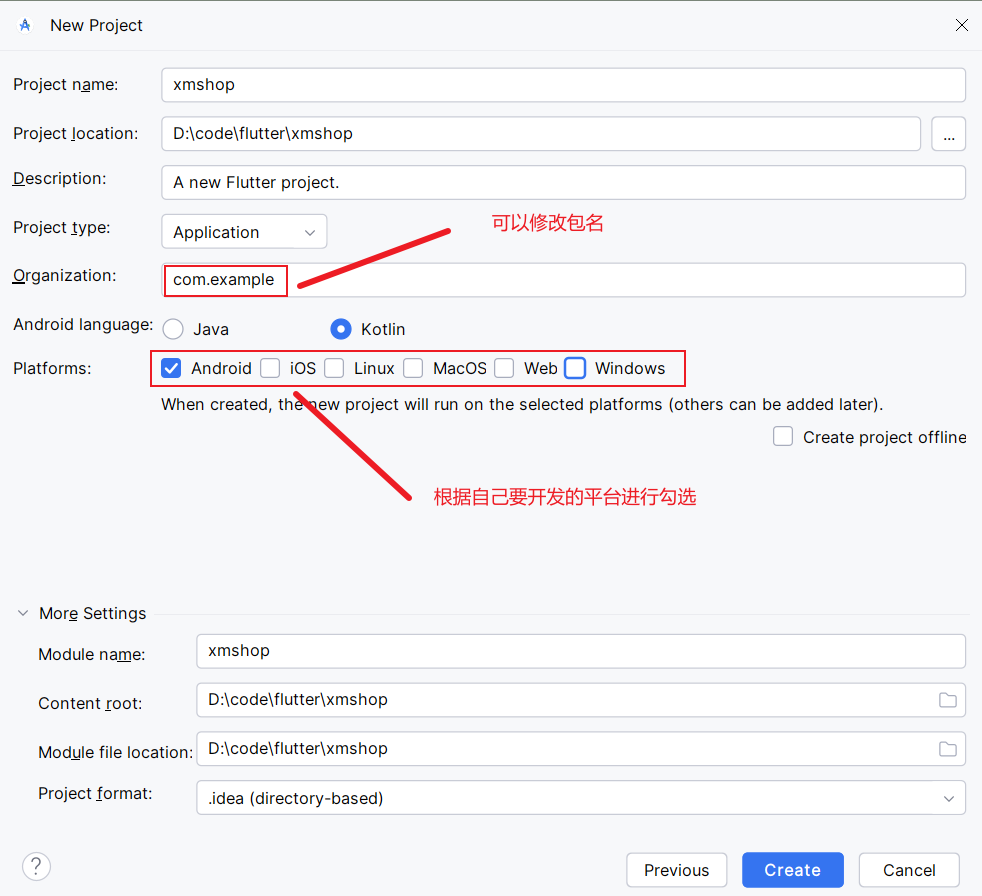 New Project
Project name: xmshop
Project location: D:\code\flutter\xmshop ...
Description: A new Flutter project.
可以修改包名
Project type: Application
Organization: com.example
Android language: Java Kotlin
Platforms: Android iOS Linux MacOS Web Windows
When created, the new project will run on the selected platforms (others can be added later).
Create project offline
根据自己要开发的平台进行勾选
More Settings
Module name: xmshop
Content root: D:\code\flutter\xmshop
Module file location: D:\code\flutter\xmshop
Project format: .idea (directory-based)
? Previous Create Cancel